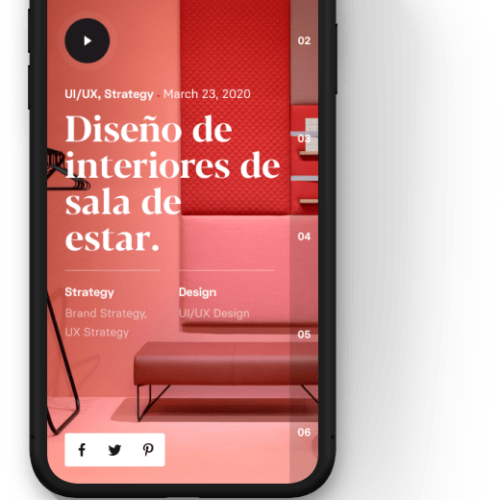 UI/UX, Strategy · March 23, 2020
Diseño de
interiores de
sala de
estar.
Strategy
Brand Strategy,
UX Strategy
Design
UI/UX Design
02
03
04
05
06